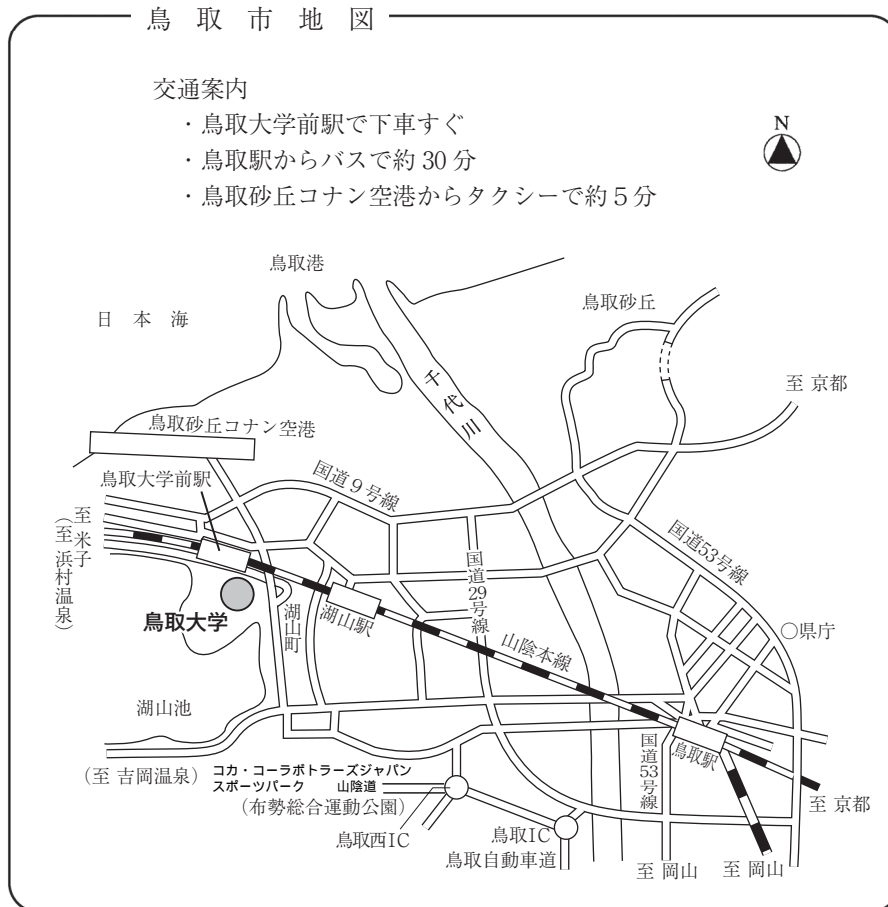 鳥取市地図
交通案内
・鳥取大学前駅で下車すぐ
・鳥取駅からバスで約30分
・鳥取砂丘コナン空港からタクシーで約5分
N
鳥取港
鳥取砂丘
日本海
千代川
至 京都
鳥取砂丘コナン空港
鳥取大学前駅
国道9号線
国道53号線
至 米子
(至 浜村温泉)
国道29号線
鳥取大学
湖山町
湖山駅
山陰本線
○県庁
湖山池
鳥取駅
国道53号線
(至 吉岡温泉)
コカ・コーラボトラーズジャパン
スポーツパーク
山陰道
(布勢総合運動公園)
至 京都
鳥取西IC
鳥取IC
鳥取自動車道
至 岡山
至 岡山